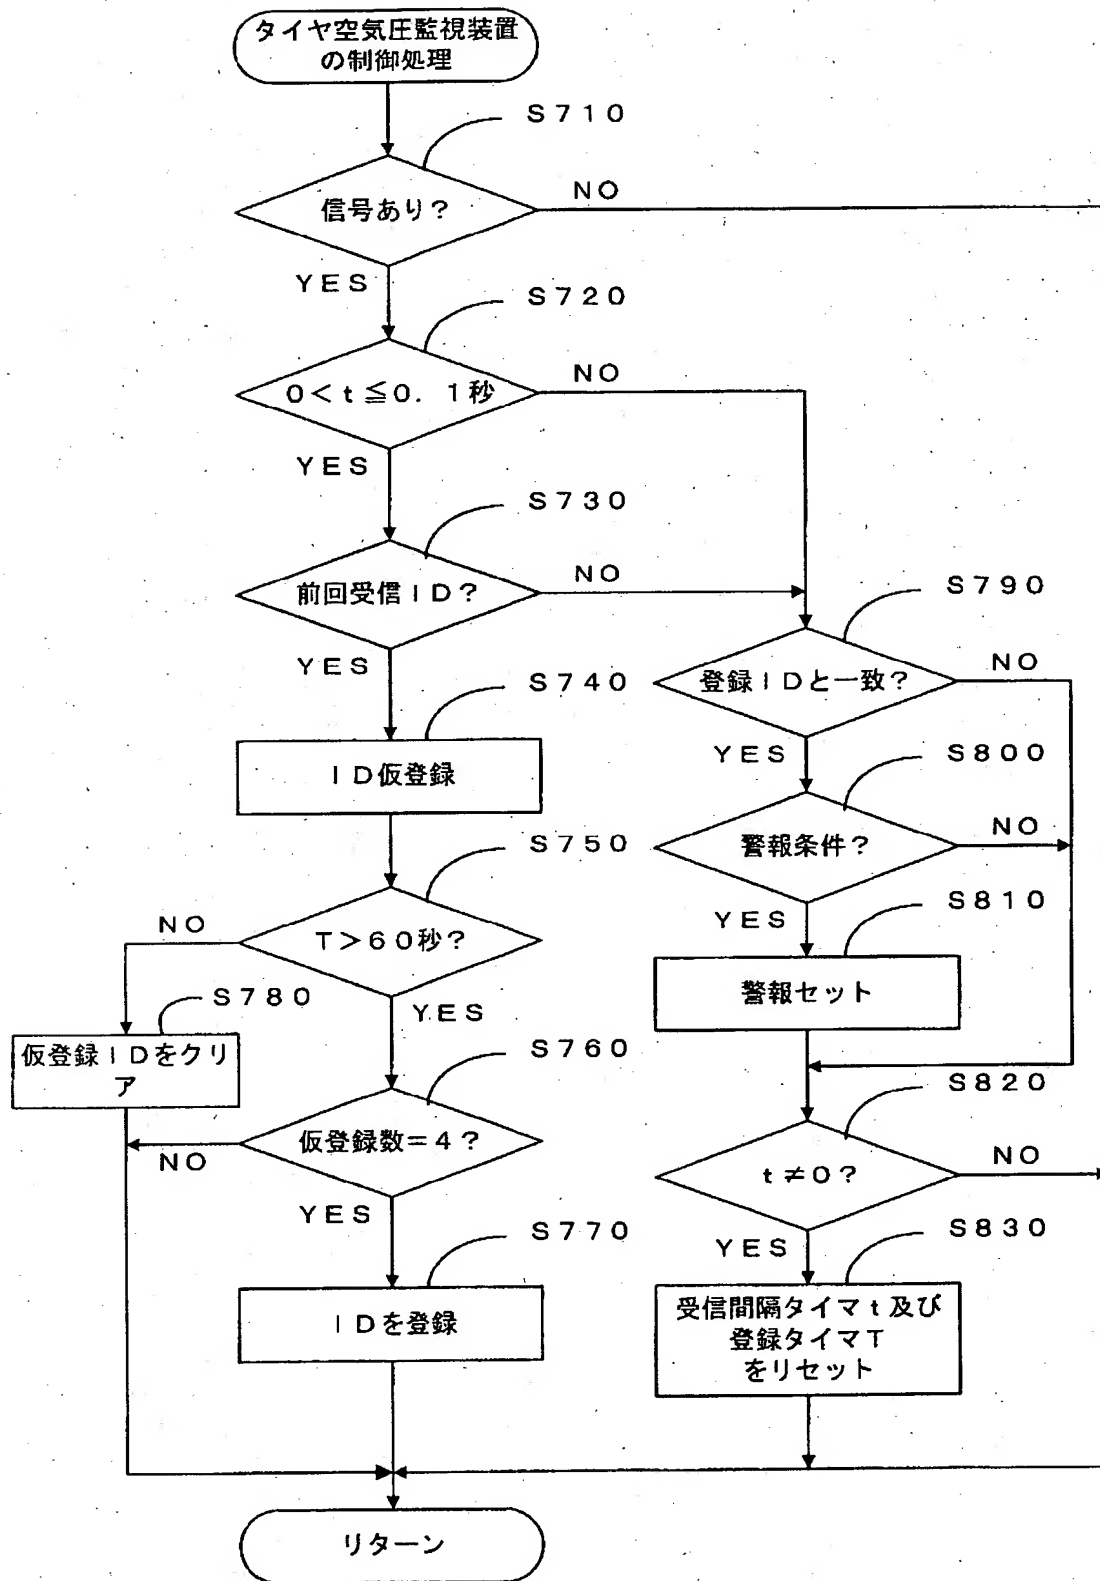 タイヤ空気圧監視装置
の制御処理
S710
信号あり?
NO
YES
S720
0<t≦0.1秒
NO
YES
S730
前回受信ID?
NO
YES
S740
ID仮登録
S750
T>60秒?
NO
YES
S780
仮登録IDをクリ
ア
S760
仮登録数=4?
NO
YES
S770
IDを登録
S790
登録IDと一致?
NO
YES
S800
警報条件?
NO
YES
S810
警報セット
S820
t≠0?
NO
YES
S830
受信間隔タイマt及び
登録タイマT
をリセット
リターン